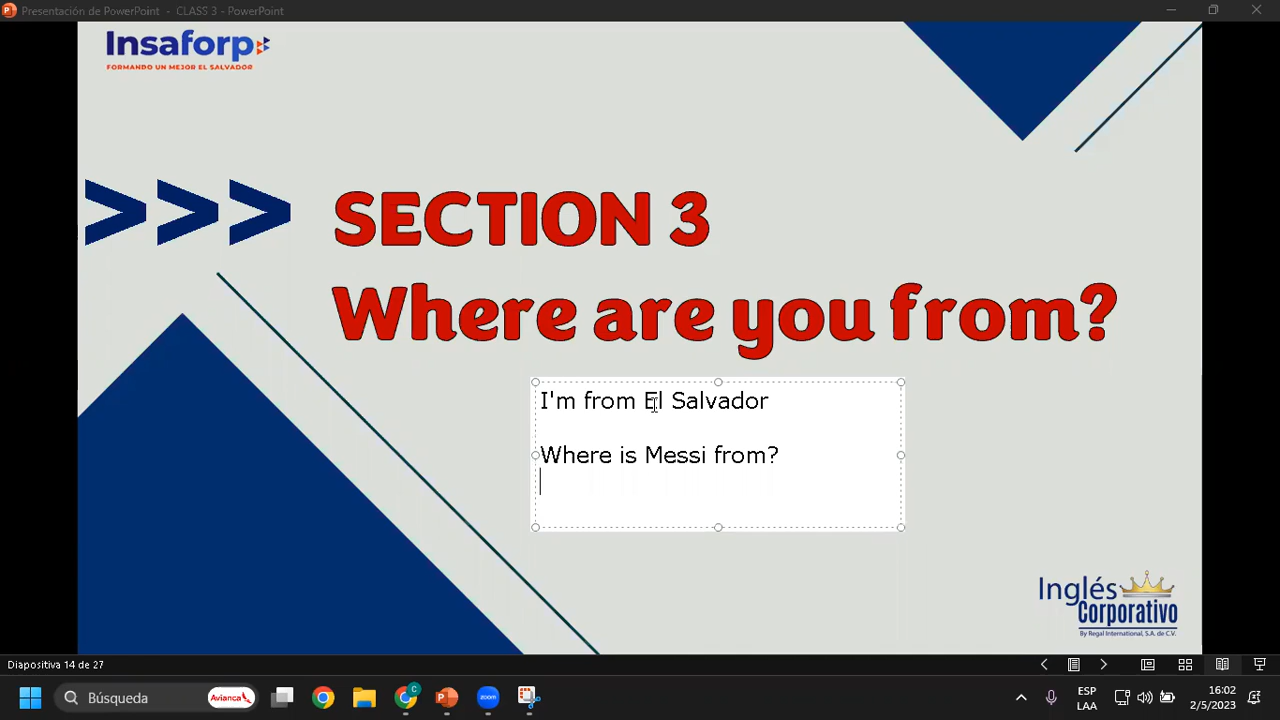 Presentación de PowerPoint - CLASS 3 - PowerPoint
Insaforp
FORMANDO UN MEJOR EL SALVADOR
>>> SECTION 3
Where are you from?
I'm from El Salvador
Where is Messi from?
Inglés
Corporativo
By Regal International, S.A. de C.V.
Diapositiva 14 de 27
Búsqueda
Avianca
C
zoom
ESP
LAA
16:02
2/5/2023